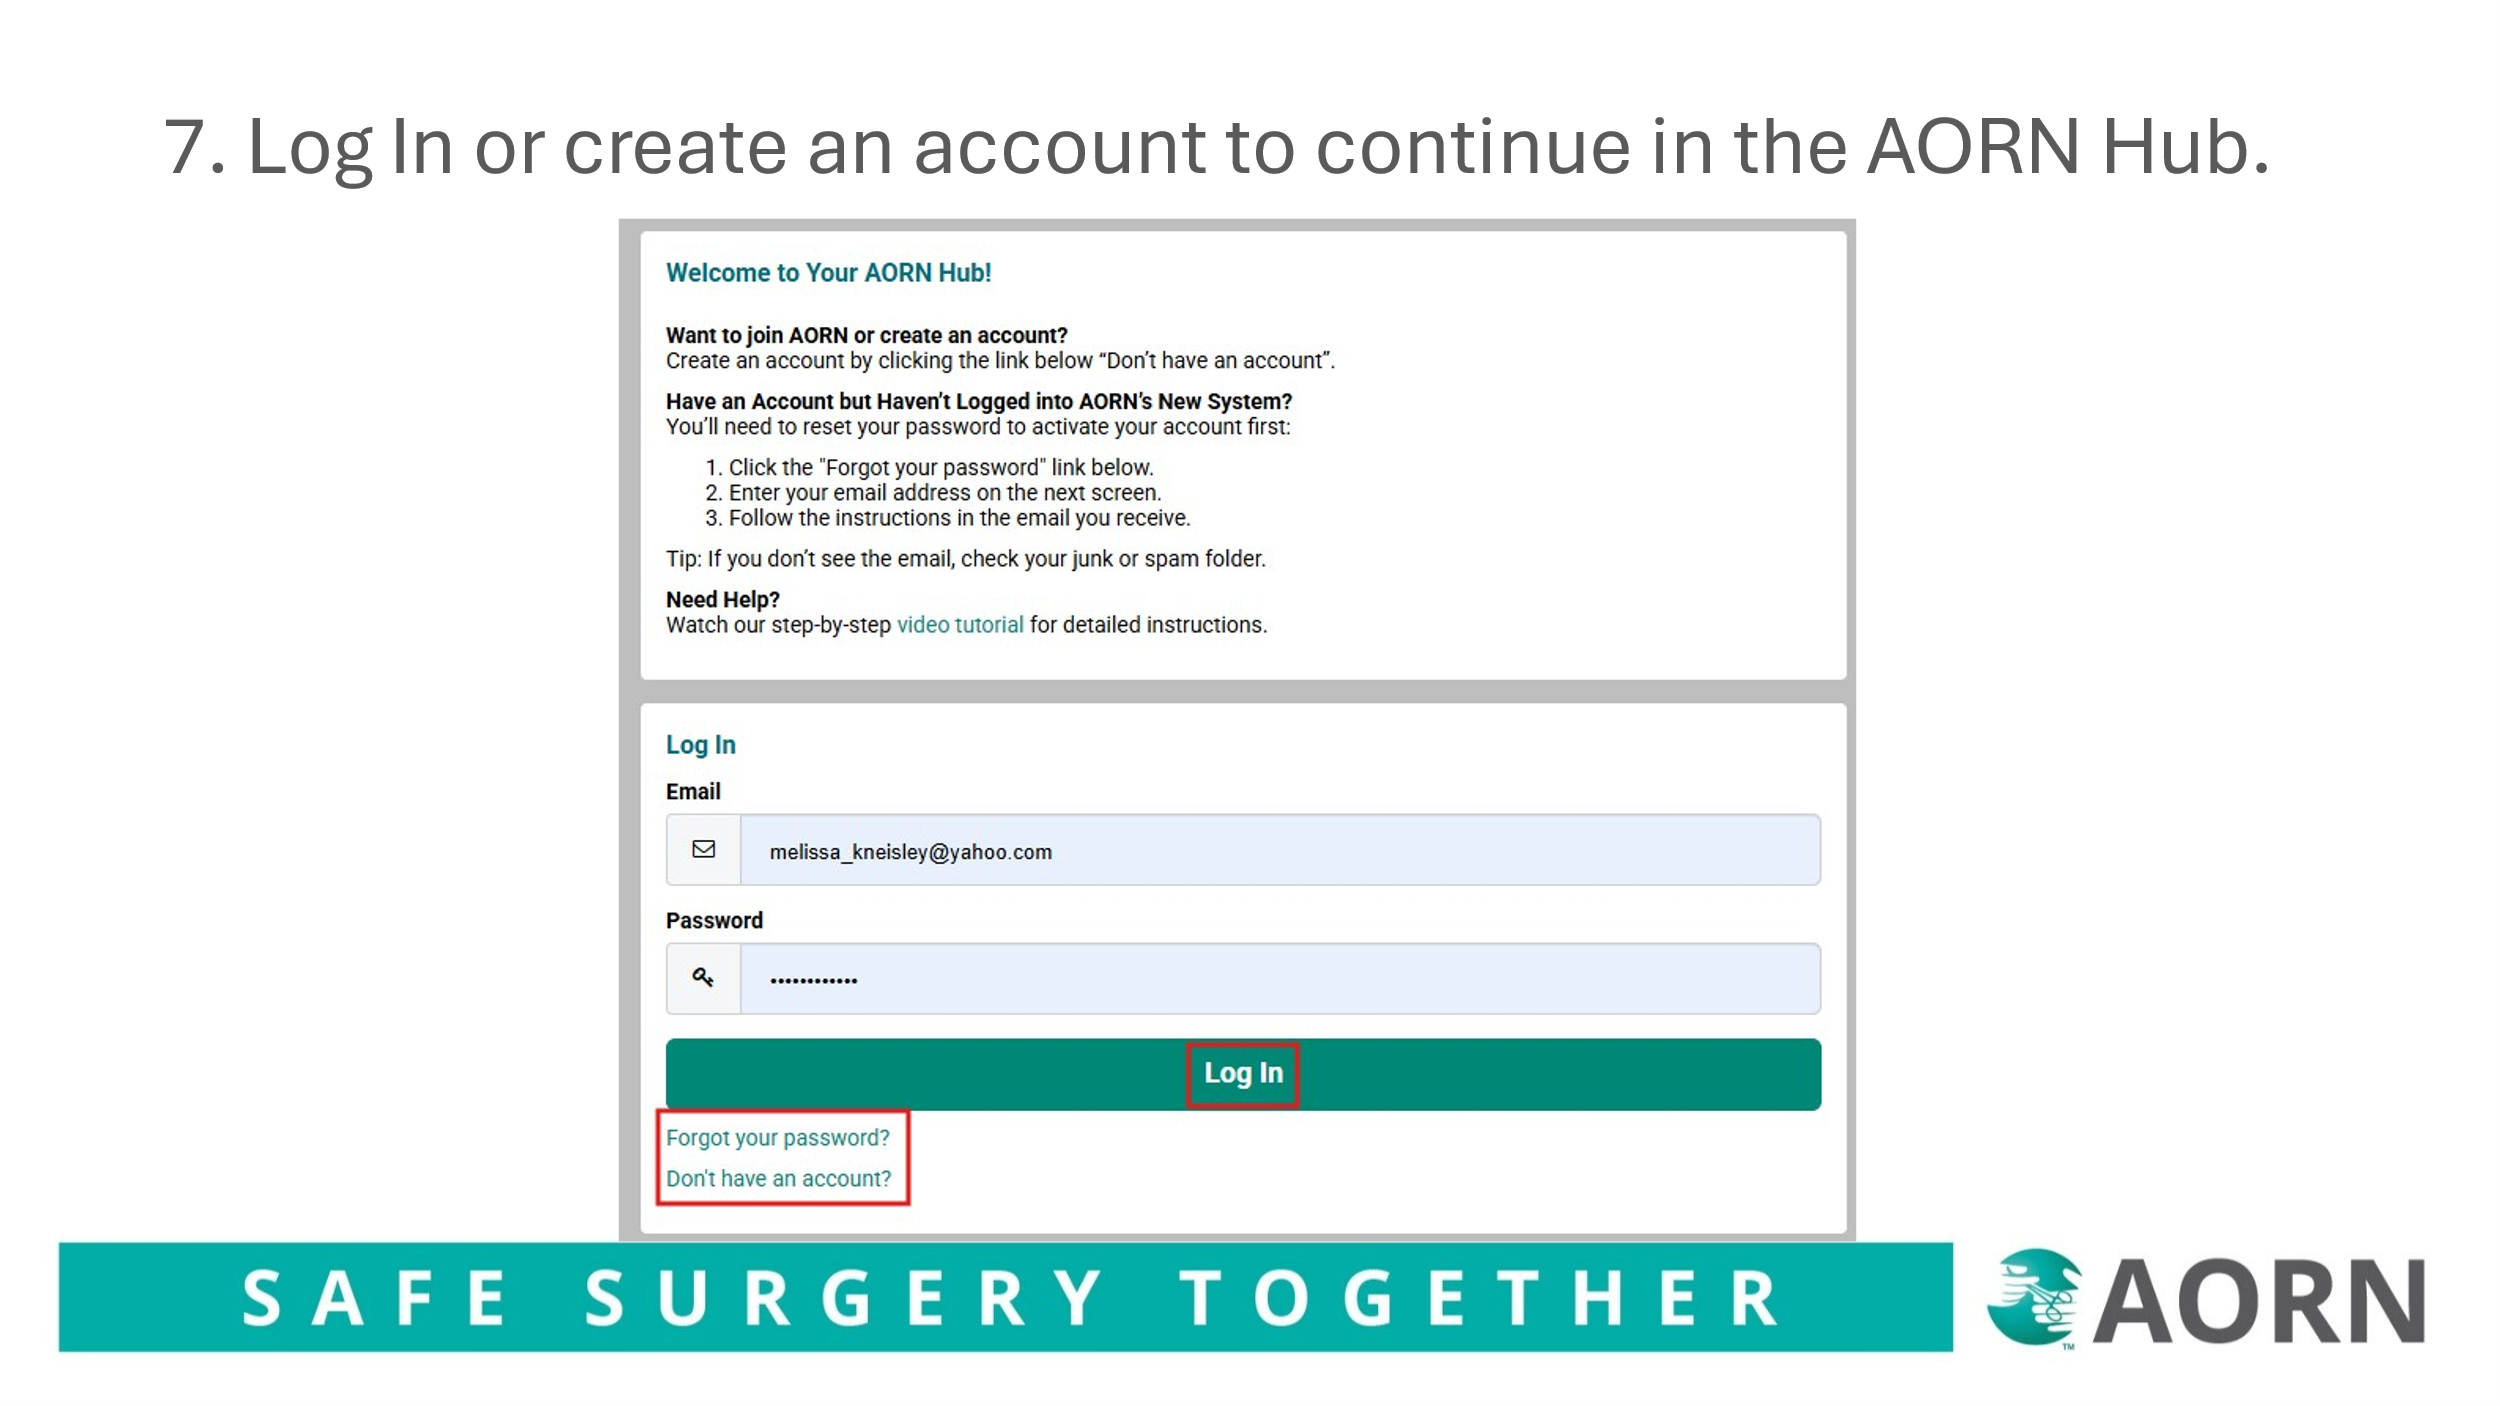 7. Log In or create an account to continue in the AORN Hub.
Welcome to Your AORN Hub!
Want to join AORN or create an account?
Create an account by clicking the link below “Don’t have an account”.
Have an Account but Haven’t Logged into AORN’s New System?
You’ll need to reset your password to activate your account first:
1. Click the "Forgot your password" link below.
2. Enter your email address on the next screen.
3. Follow the instructions in the email you receive.
Tip: If you don’t see the email, check your junk or spam folder.
Need Help?
Watch our step-by-step video tutorial for detailed instructions.
Log In
Email
melissa_kneisley@yahoo.com
Password
••••••••••••
Log In
Forgot your password?
Don't have an account?
SAFE SURGERY TOGETHER
AORN
TM